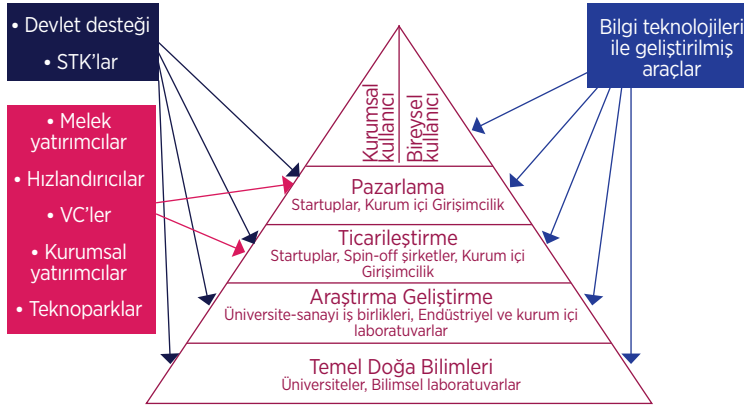 • Devlet desteği
• STK'lar
• Melek
yatırımcılar
• Hızlandırıcılar
• VC'ler
• Kurumsal
yatırımcılar
• Teknoparklar
Bilgi teknolojileri
ile geliştirilmiş
araçlar
Kurumsal
kullanıcı
Bireysel
kullanıcı
Pazarlama
Startuplar, Kurum içi Girişimcilik
Ticarileştirme
Startuplar, Spin-off şirketler, Kurum içi
Girişimcilik
Araştırma Geliştirme
Üniversite-sanayi iş birlikleri, Endüstriyel ve kurum içi
laboratuvarlar
Temel Doğa Bilimleri
Üniversiteler, Bilimsel laboratuvarlar